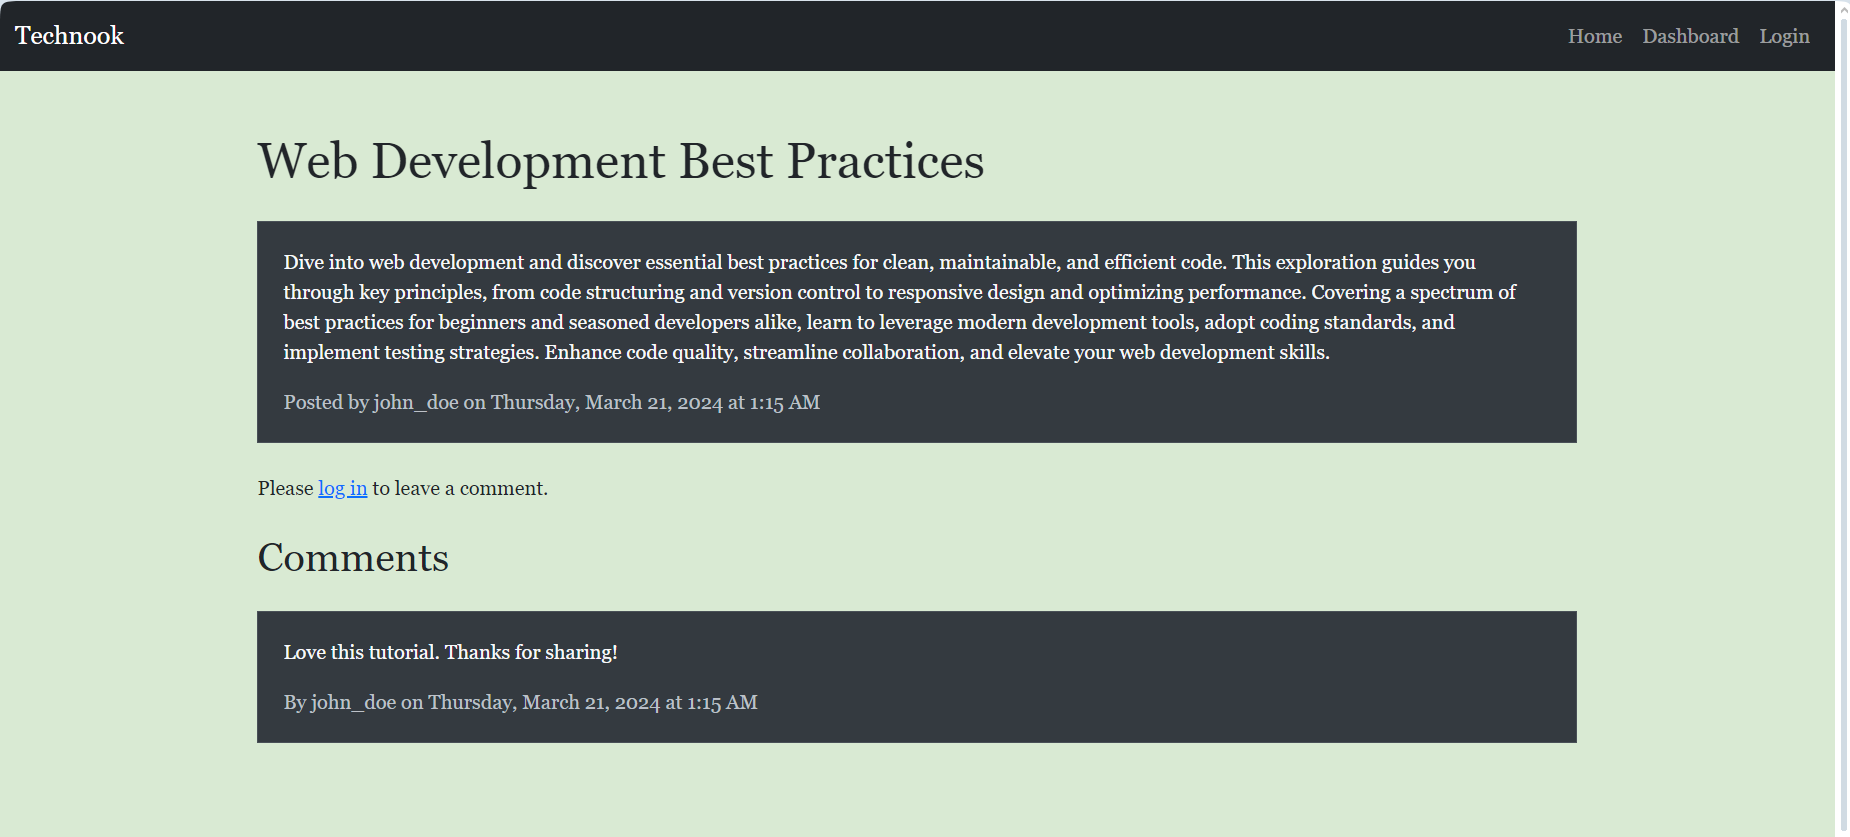 Technook
Home Dashboard Login
Web Development Best Practices
Dive into web development and discover essential best practices for clean, maintainable, and efficient code. This exploration guides you
through key principles, from code structuring and version control to responsive design and optimizing performance. Covering a spectrum of
best practices for beginners and seasoned developers alike, learn to leverage modern development tools, adopt coding standards, and
implement testing strategies. Enhance code quality, streamline collaboration, and elevate your web development skills.
Posted by john_doe on Thursday, March 21, 2024 at 1:15 AM
Please log in to leave a comment.
Comments
Love this tutorial. Thanks for sharing!
By john_doe on Thursday, March 21, 2024 at 1:15 AM